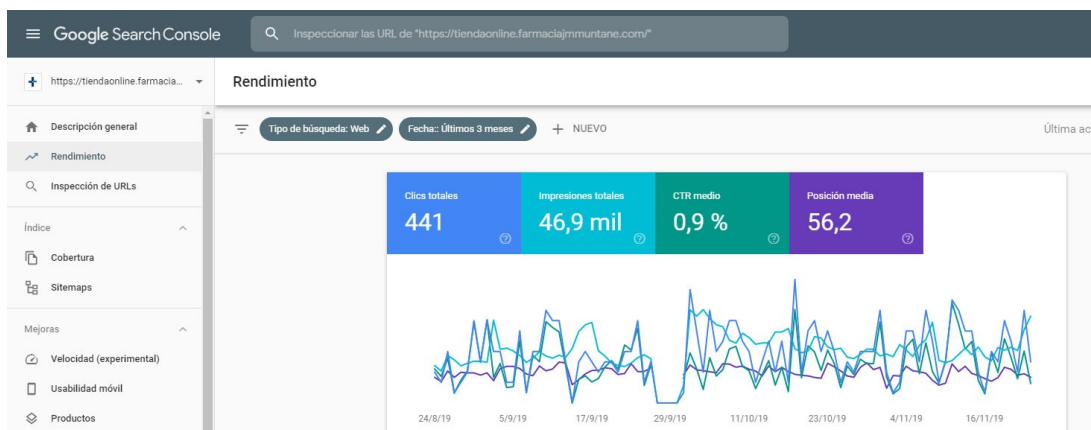 Google Search Console
Inspeccionar las URL de "https://tiendaonline.farmaciajmmuntane.com/"
https://tiendaonline.farmacia...
Rendimiento
Descripción general
Rendimiento
Inspección de URLs
Índice
Cobertura
Sitemaps
Mejoras
Velocidad (experimental)
Usabilidad móvil
Productos
Tipo de búsqueda: Web
Fecha:: Últimos 3 meses
+ NUEVO
Última ac
Clics totales
441
Impresiones totales
46,9 mil
CTR medio
0,9 %
Posición media
56,2
24/8/19 5/9/19 17/9/19 29/9/19 11/10/19 23/10/19 4/11/19 16/11/19